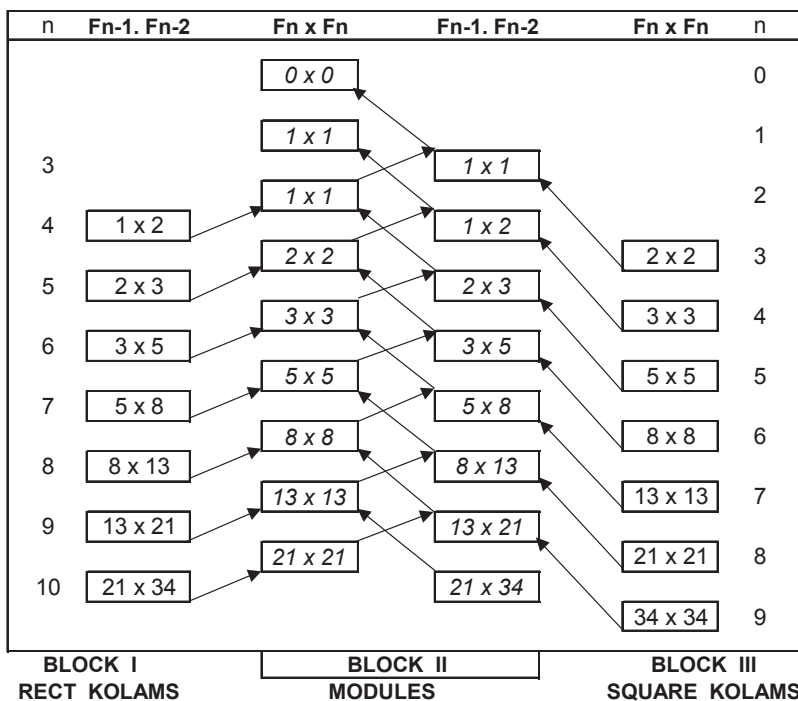 n Fn-1. Fn-2 Fn x Fn Fn-1. Fn-2 Fn x Fn n
0 x 0 0
1 x 1 1
3 1 x 1
1 x 1 2
4 1 x 2 1 x 2
2 x 2 2 x 2 3
5 2 x 3 2 x 3
3 x 3 3 x 3 4
6 3 x 5 3 x 5
5 x 5 5 x 5 5
7 5 x 8 5 x 8
8 x 8 8 x 8 6
8 8 x 13 8 x 13
13 x 13 13 x 13 7
9 13 x 21 13 x 21
21 x 21 21 x 21 8
10 21 x 34 21 x 34
34 x 34 9
BLOCK I BLOCK II BLOCK III
RECT KOLAMS MODULES SQUARE KOLAMS